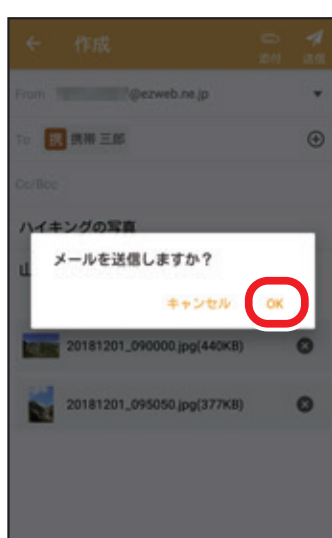 作成
添付 送信
From @ezweb.ne.jp
To 携 携帯 三郎
Cc/Bcc
ハイキングの写真
山
メールを送信しますか？
キャンセル OK
20181201_090000.jpg(440KB)
20181201_095050.jpg(377KB)